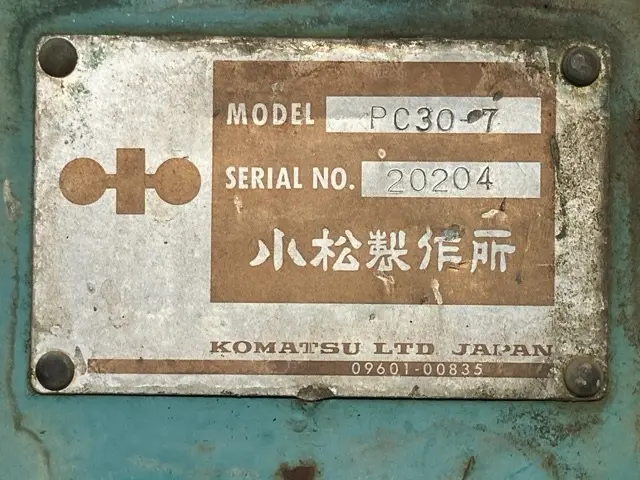 MODEL PC30-7
SERIAL NO. 20204
小松製作所
KOMATSU LTD JAPAN
09601-00835